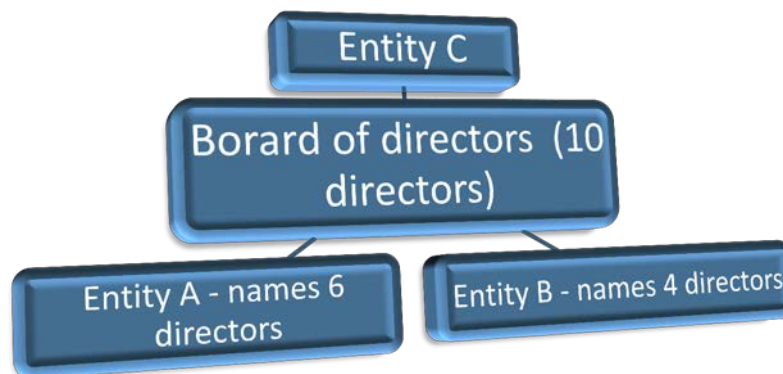 Entity C
Borard of directors (10
directors)
Entity A - names 6
directors
Entity B - names 4 directors